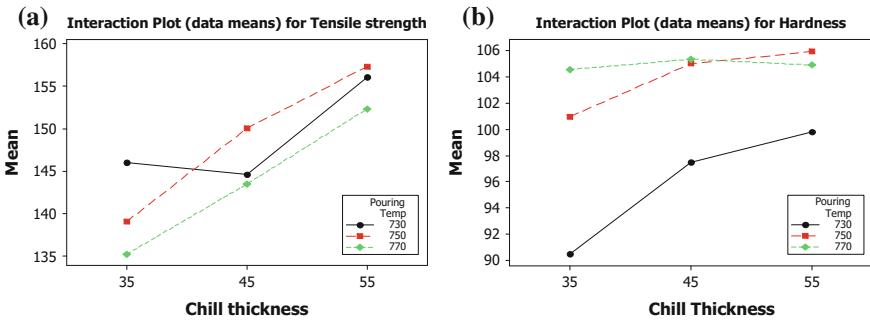 (a)
Interaction Plot (data means) for Tensile strength
Mean
160
155
150
145
140
135
35 45 55
Chill thickness
Pouring
Temp
730
750
770
(b)
Interaction Plot (data means) for Hardness
Mean
106
104
102
100
98
96
94
92
90
35 45 55
Chill Thickness
Pouring
Temp
730
750
770